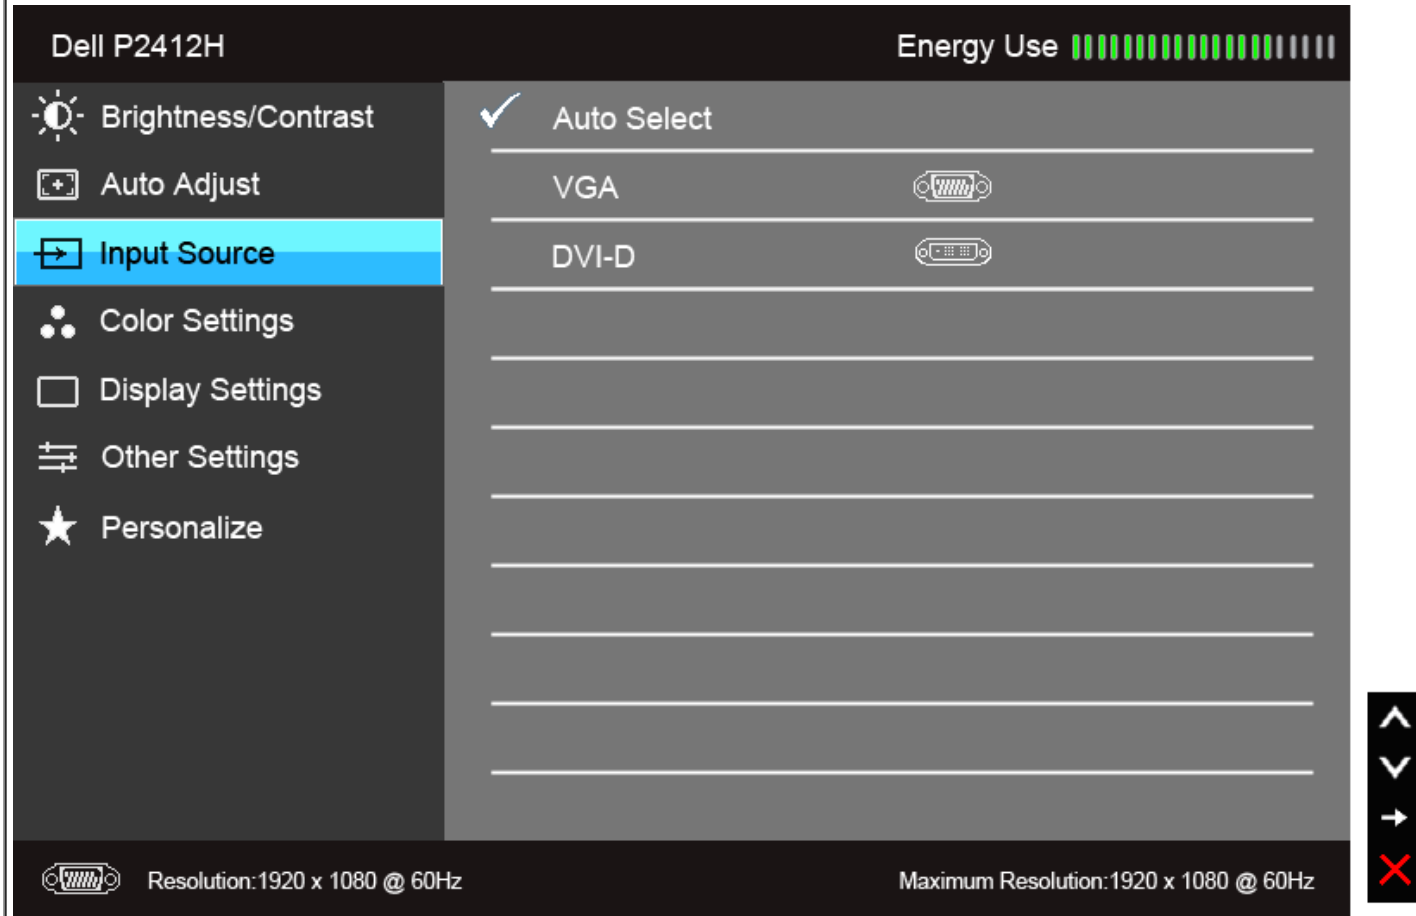 Dell P2412H
Energy Use
Brightness/Contrast
Auto Adjust
Input Source
Color Settings
Display Settings
Other Settings
Personalize
Auto Select
VGA
DVI-D
Resolution:1920 x 1080 @ 60Hz
Maximum Resolution:1920 x 1080 @ 60Hz